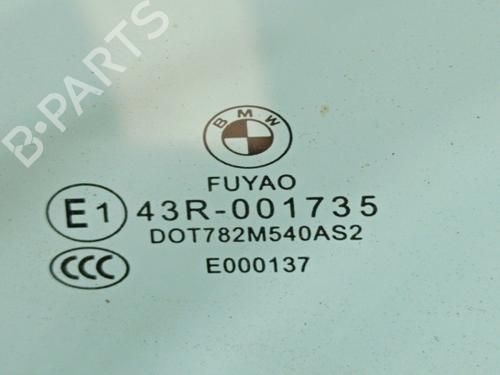 B-PARTS
BMW
FUYAO
E1 43R-001735
DOT782M540AS2
CCC E000137